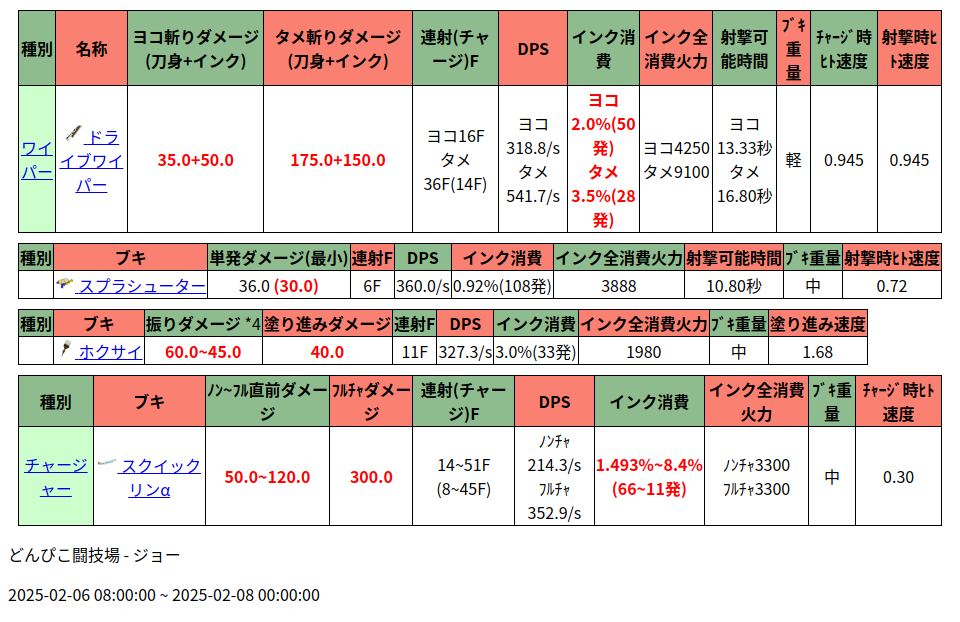 種別 名称 ヨコ斬りダメージ(刀身+インク) タメ斬りダメージ(刀身+インク) 連射(チャージ)F DPS インク消費 インク全消費火力 射撃可能時間 ﾌﾞｷ重量 ﾁｬｰｼﾞ時ﾋﾄ速度 射撃時ﾋﾄ速度
ワイパー ドライブワイパー 35.0+50.0 175.0+150.0 ヨコ16F タメ36F(14F) ヨコ318.8/s タメ541.7/s ヨコ2.0%(50発) タメ3.5%(28発) ヨコ4250 タメ9100 ヨコ13.33秒 タメ16.80秒 軽 0.945 0.945
種別 ブキ 単発ダメージ(最小) 連射F DPS インク消費 インク全消費火力 射撃可能時間 ﾌﾞｷ重量 射撃時ﾋﾄ速度
スプラシューター 36.0 (30.0) 6F 360.0/s 0.92%(108発) 3888 10.80秒 中 0.72
種別 ブキ 振りダメージ *4 塗り進みダメージ 連射F DPS インク消費 インク全消費火力 ﾌﾞｷ重量 塗り進み速度
ホクサイ 60.0~45.0 40.0 11F 327.3/s 3.0%(33発) 1980 中 1.68
種別 ブキ ﾉﾝ~ﾌﾙ直前ダメージ ﾌﾙﾁｬダメージ 連射(チャージ)F DPS インク消費 インク全消費火力 ﾌﾞｷ重量 ﾁｬｰｼﾞ時ﾋﾄ速度
チャージャー スクイックリンα 50.0~120.0 300.0 14~51F (8~45F) ﾉﾝﾁｬ 214.3/s ﾌﾙﾁｬ 352.9/s 1.493%~8.4% (66~11発) ﾉﾝﾁｬ3300 ﾌﾙﾁｬ3300 中 0.30
どんぴこ闘技場 - ジョー
2025-02-06 08:00:00 ~ 2025-02-08 00:00:00